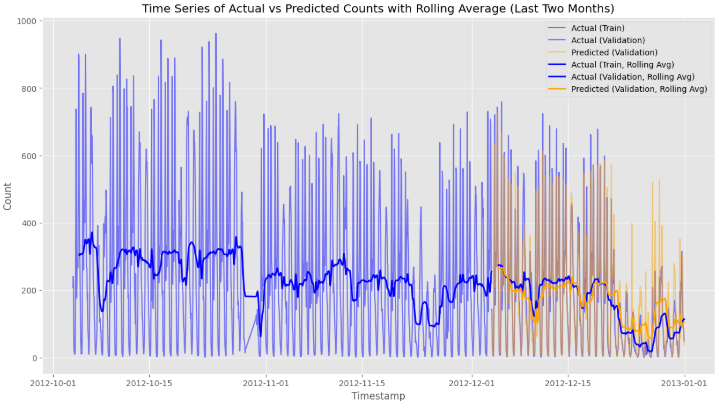 Time Series of Actual vs Predicted Counts with Rolling Average (Last Two Months)
1000
800
600
400
200
0
Count
Actual (Train)
Actual (Validation)
Predicted (Validation)
Actual (Train, Rolling Avg)
Actual (Validation, Rolling Avg)
Predicted (Validation, Rolling Avg)
2012-10-01 2012-10-15 2012-11-01 2012-11-15 2012-12-01 2012-12-15 2013-01-01
Timestamp